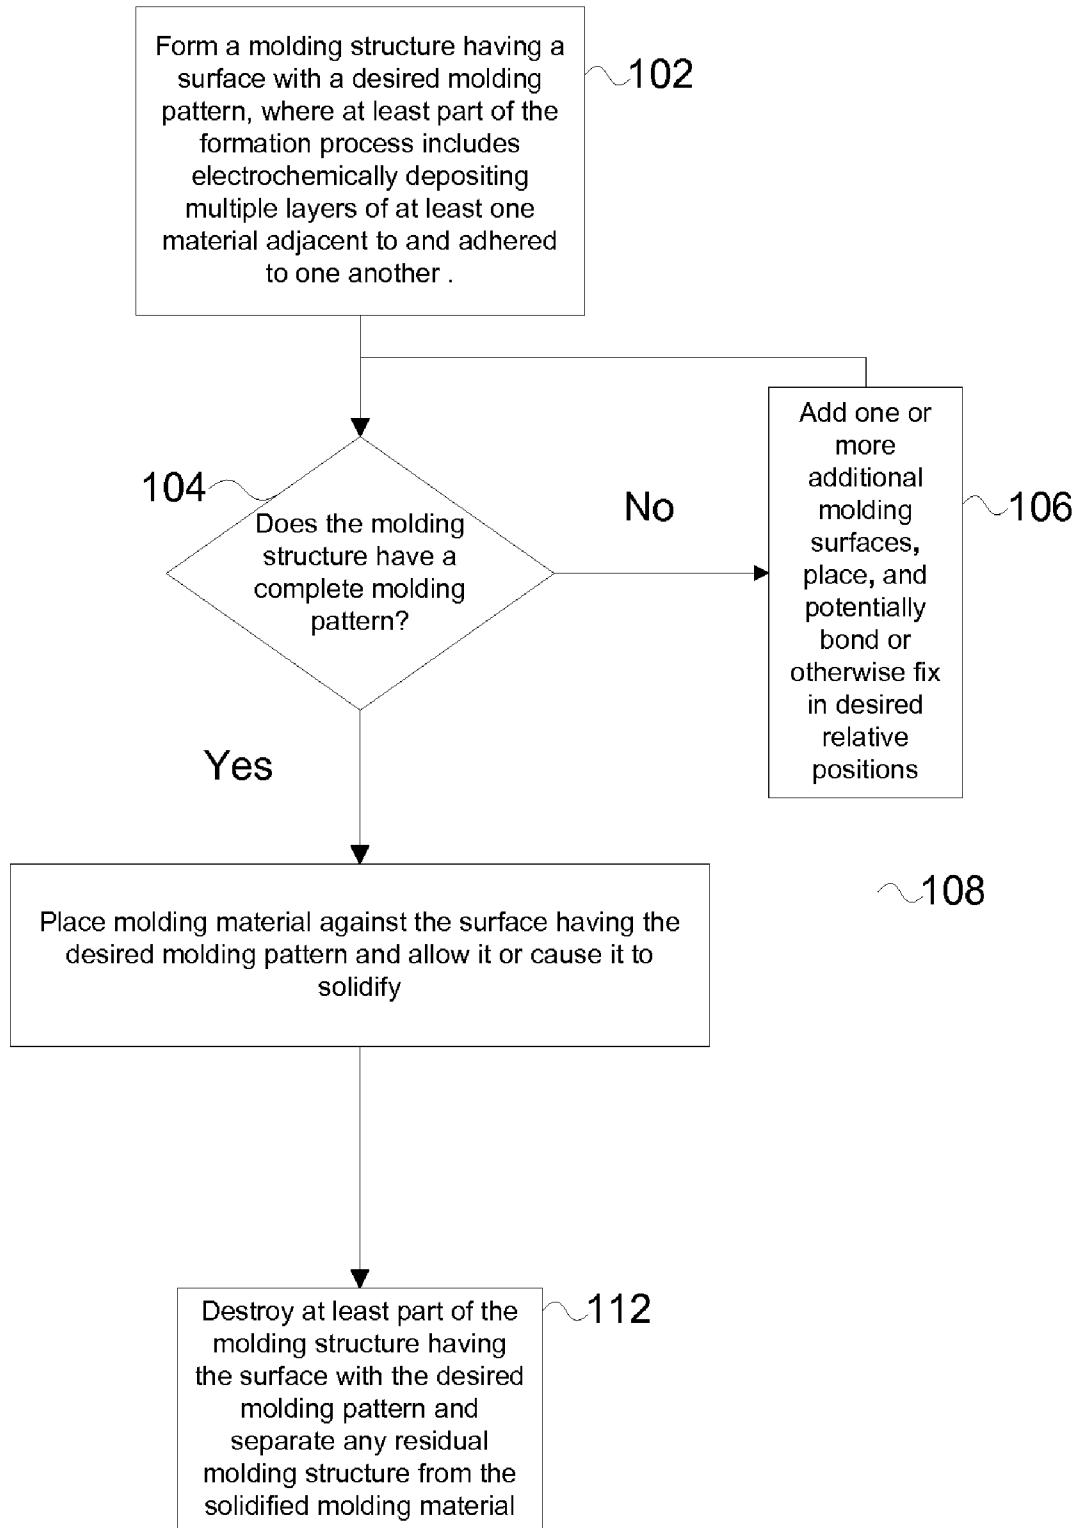 Form a molding structure having a
surface with a desired molding
pattern, where at least part of the
formation process includes
electrochemically depositing
multiple layers of at least one
material adjacent to and adhered
to one another .
102
104
Does the molding
structure have a
complete molding
pattern?
No
Add one or
more
additional
molding
surfaces,
place, and
potentially
bond or
otherwise fix
in desired
relative
positions
106
Yes
108
Place molding material against the surface having the
desired molding pattern and allow it or cause it to
solidify
Destroy at least part of the
molding structure having
the surface with the desired
molding pattern and
separate any residual
molding structure from the
solidified molding material
112